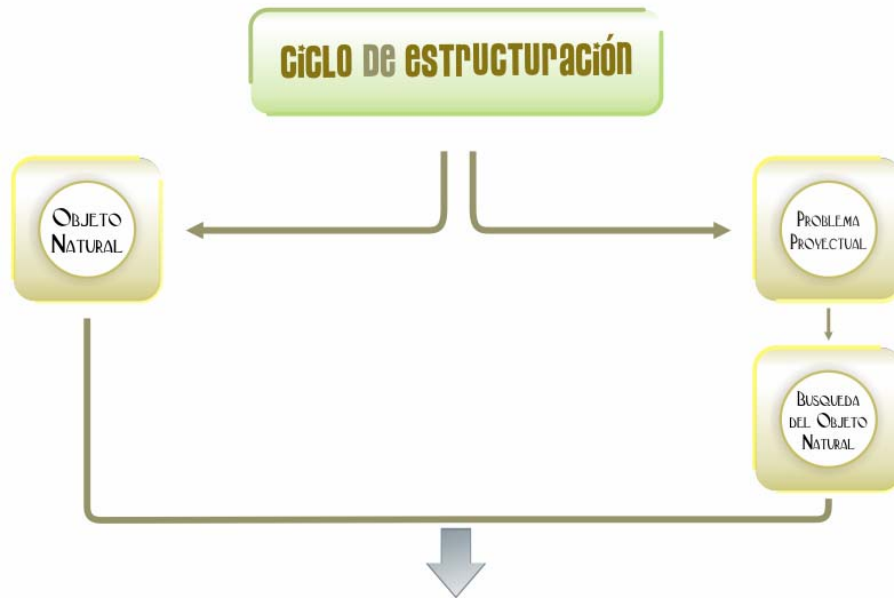 CICLO DE ESTRUCTURACIÓN
OBJETO
NATURAL
PROBLEMA
PROYECTUAL
BUSQUEDA
DEL OBJETO
NATURAL